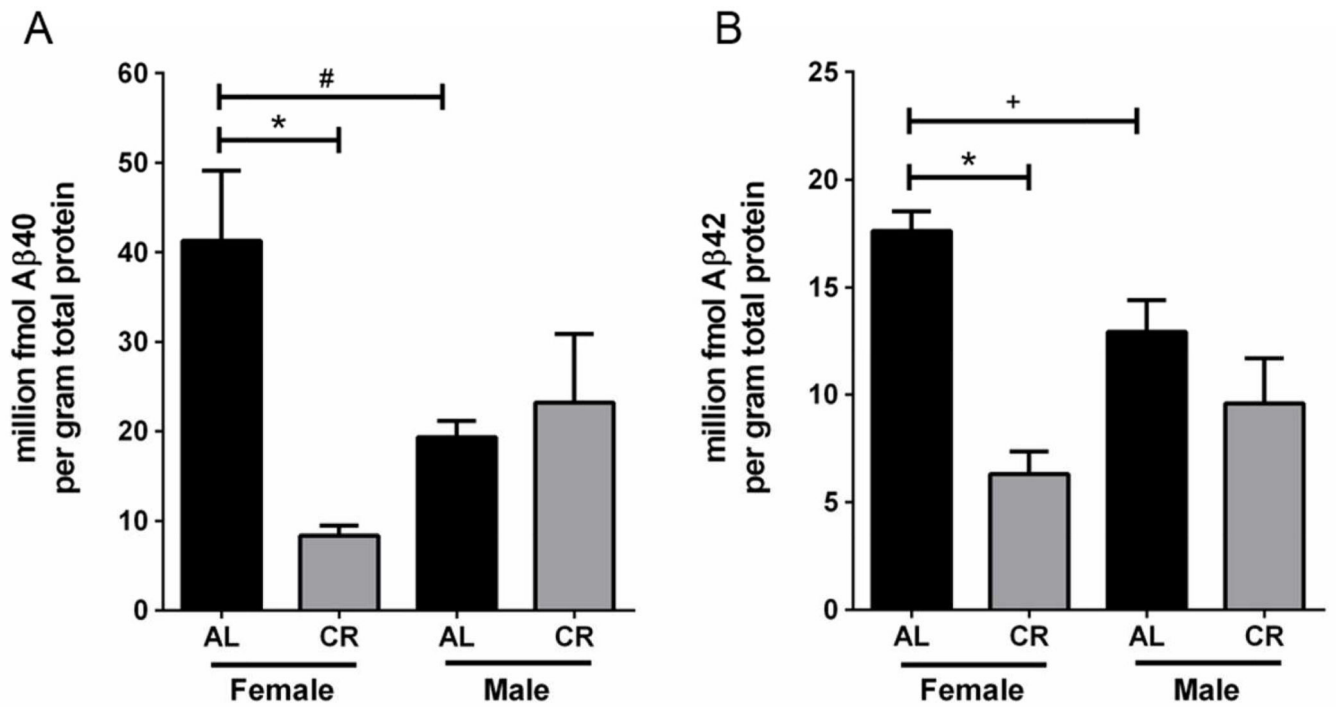 A
million fmol Aβ40
per gram total protein
60
50
40
30
20
10
0
#
*
AL CR AL CR
Female Male
B
million fmol Aβ42
per gram total protein
25
20
15
10
5
0
+
*
AL CR AL CR
Female Male